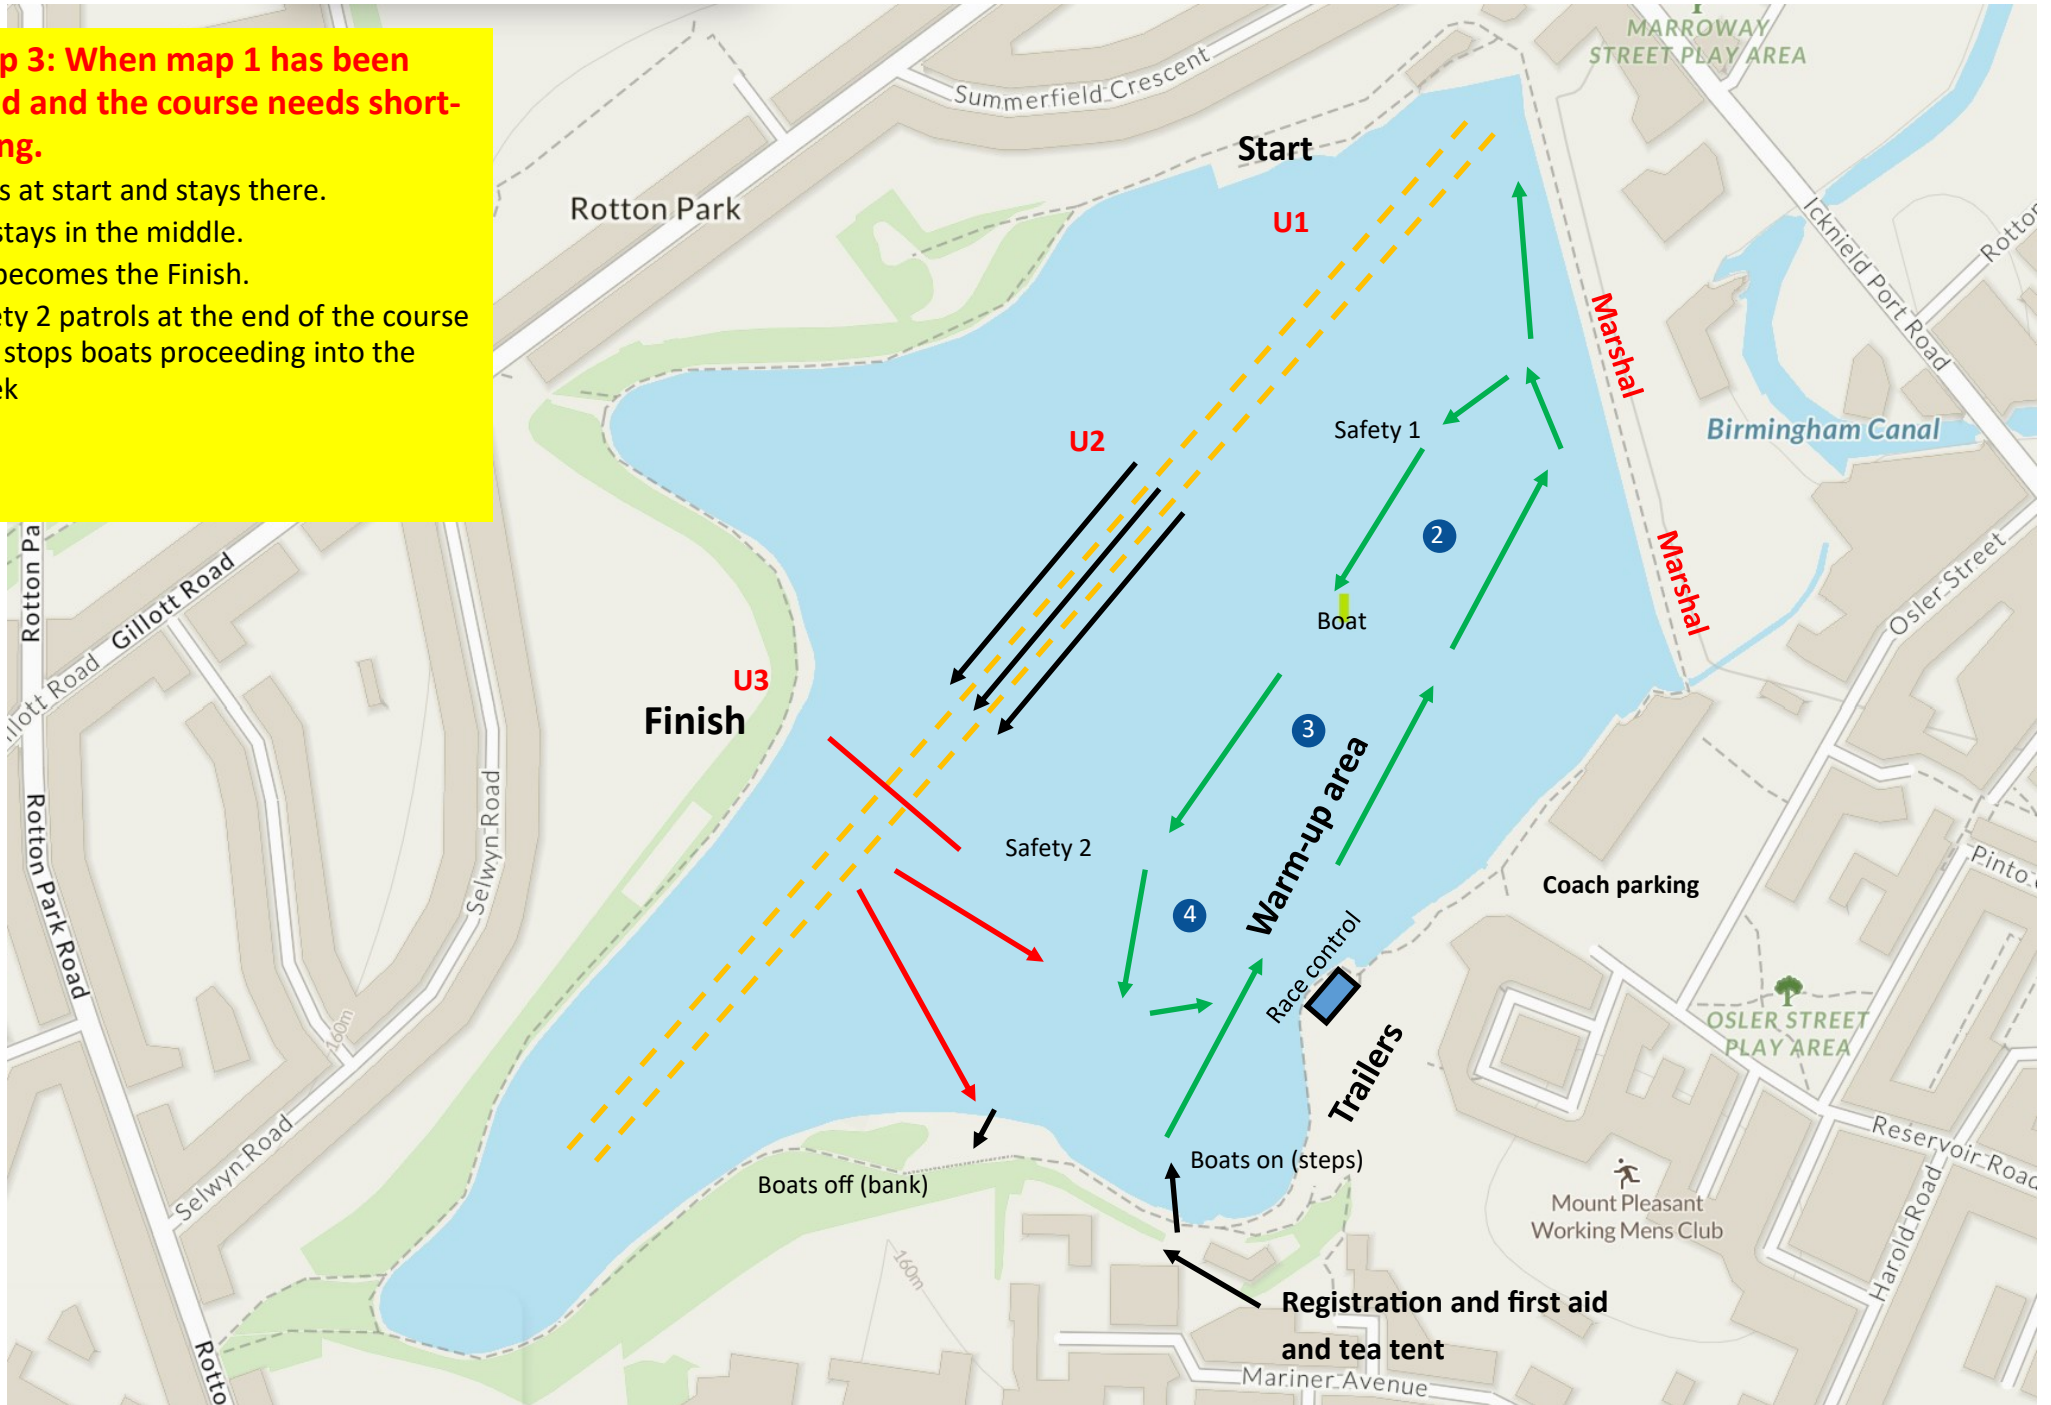 p 3: When map 1 has been
d and the course needs short-
ng.
s at start and stays there.
stays in the middle.
becomes the Finish.
ty 2 patrols at the end of the course
stops boats proceeding into the
k
MARROWAY
STREET PLAY AREA
Summerfield Crescent
Start
Rotton Park
U1
Icknield Port Road
Rotton
Marshal
Birmingham Canal
Safety 1
U2
2
Marshal
Osler Street
Boat
Rotton Pa
Gillott Road
illott Road
U3
Finish
3
Warm-up area
Selwyn Road
Rotton Park Road
Safety 2
Pinto
Coach parking
4
Race control
OSLER STREET
PLAY AREA
160m
Trailers
Selwyn Road
Boats on (steps)
Boats off (bank)
Reservoir Road
Mount Pleasant
Working Mens Club
Harold Road
160m
Registration and first aid
and tea tent
Rotto
Mariner Avenue